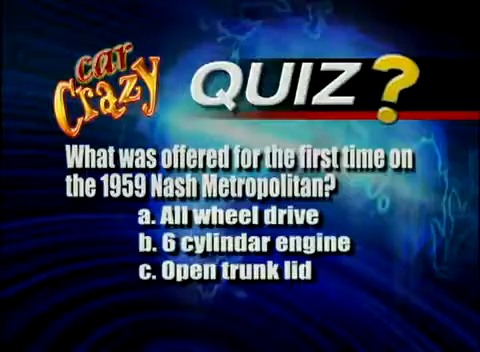 car
Crazy
QUIZ?
What was offered for the first time on
the 1959 Nash Metropolitan?
a. All wheel drive
b. 6 cylindar engine
c. Open trunk lid